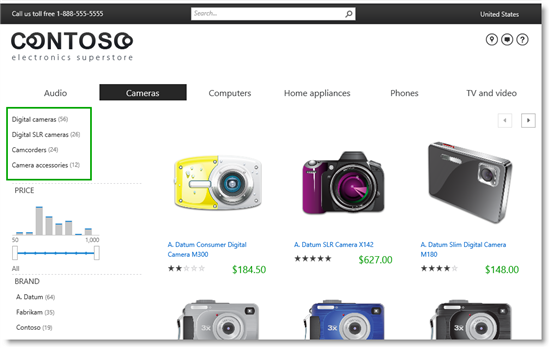 Call us toll free 1-888-555-5555
Search...
United States
CONTOSO
electronics superstore
?
Audio
Cameras
Computers
Home appliances
Phones
TV and video
Digital cameras (56)
Digital SLR cameras (26)
Camcorders (24)
Camera accessories (12)
PRICE
50
1,000
All
BRAND
A. Datum (64)
Fabrikam (35)
Contoso (19)
A. Datum Consumer Digital
Camera M300
$184.50
A. Datum SLR Camera X142
$627.00
A. Datum Slim Digital Camera
M180
$148.00
3x
3x
3x